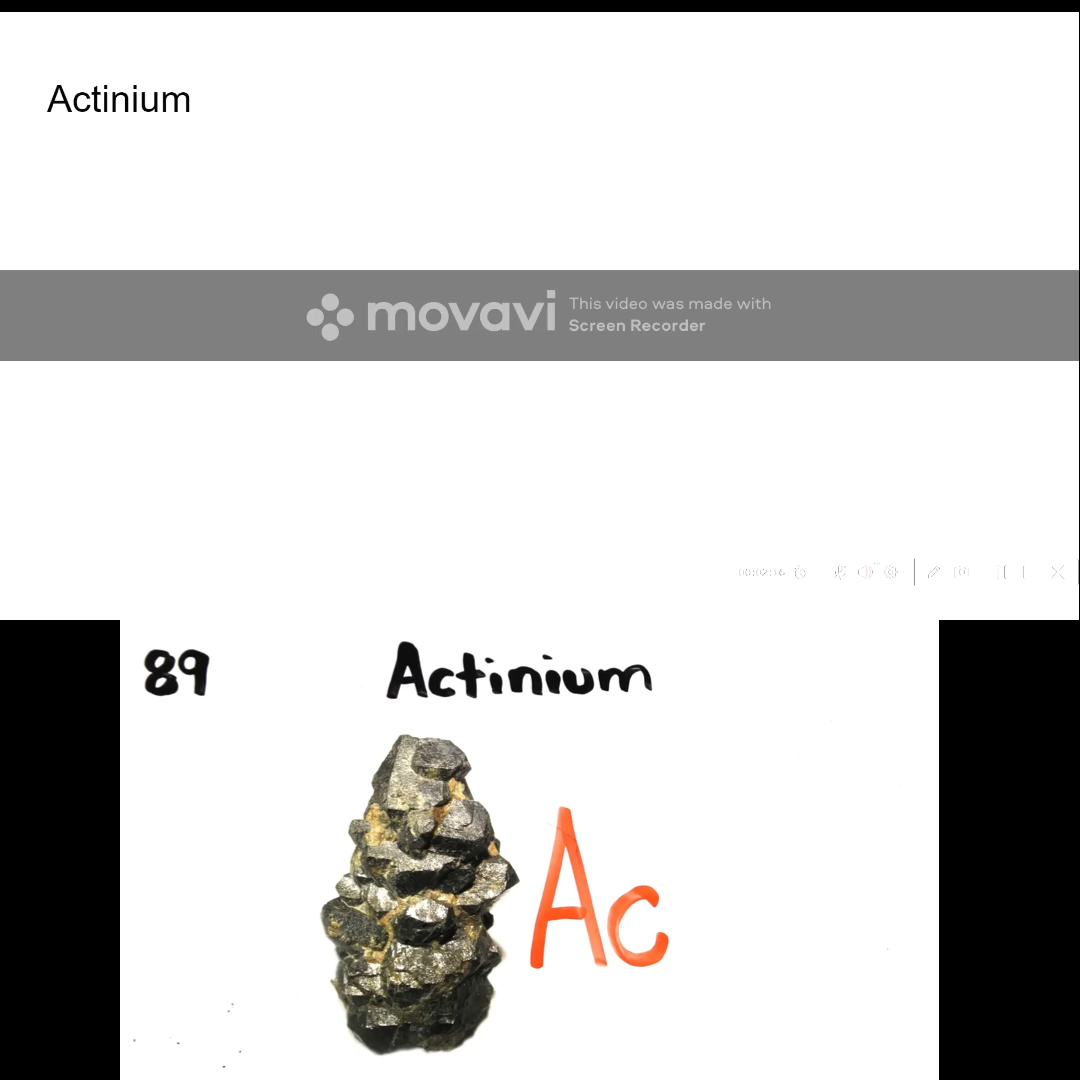 Actinium
movavi
This video was made with
Screen Recorder
89
Actinium
Ac